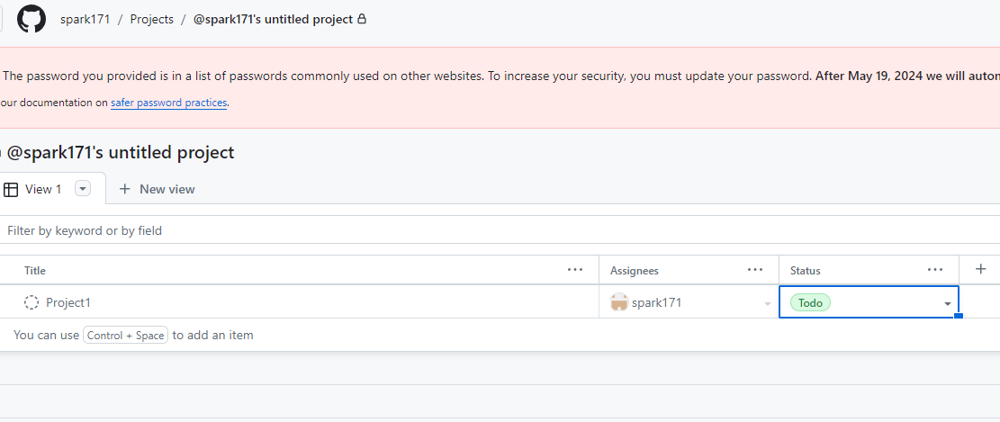 spark171 / Projects / @spark171's untitled project
The password you provided is in a list of passwords commonly used on other websites. To increase your security, you must update your password. After May 19, 2024 we will
our documentation on safer password practices.
@spark171's untitled project
View 1 + New view
Filter by keyword or by field
Title ... Assignees ... Status ... +
Project1 spark171 Todo
You can use Control + Space to add an item